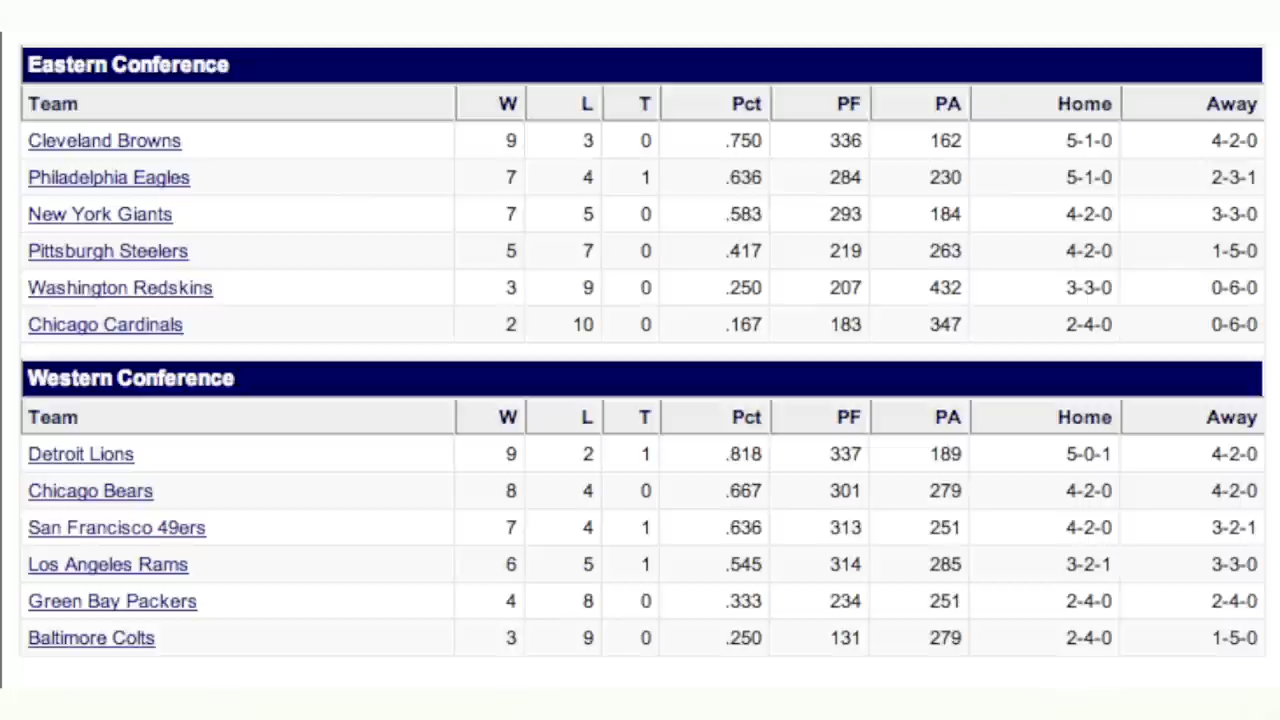 Eastern Conference
Team W L T Pct PF PA Home Away
Cleveland Browns 9 3 0 .750 336 162 5-1-0 4-2-0
Philadelphia Eagles 7 4 1 .636 284 230 5-1-0 2-3-1
New York Giants 7 5 0 .583 293 184 4-2-0 3-3-0
Pittsburgh Steelers 5 7 0 .417 219 263 4-2-0 1-5-0
Washington Redskins 3 9 0 .250 207 432 3-3-0 0-6-0
Chicago Cardinals 2 10 0 .167 183 347 2-4-0 0-6-0
Western Conference
Team W L T Pct PF PA Home Away
Detroit Lions 9 2 1 .818 337 189 5-0-1 4-2-0
Chicago Bears 8 4 0 .667 301 279 4-2-0 4-2-0
San Francisco 49ers 7 4 1 .636 313 251 4-2-0 3-2-1
Los Angeles Rams 6 5 1 .545 314 285 3-2-1 3-3-0
Green Bay Packers 4 8 0 .333 234 251 2-4-0 2-4-0
Baltimore Colts 3 9 0 .250 131 279 2-4-0 1-5-0